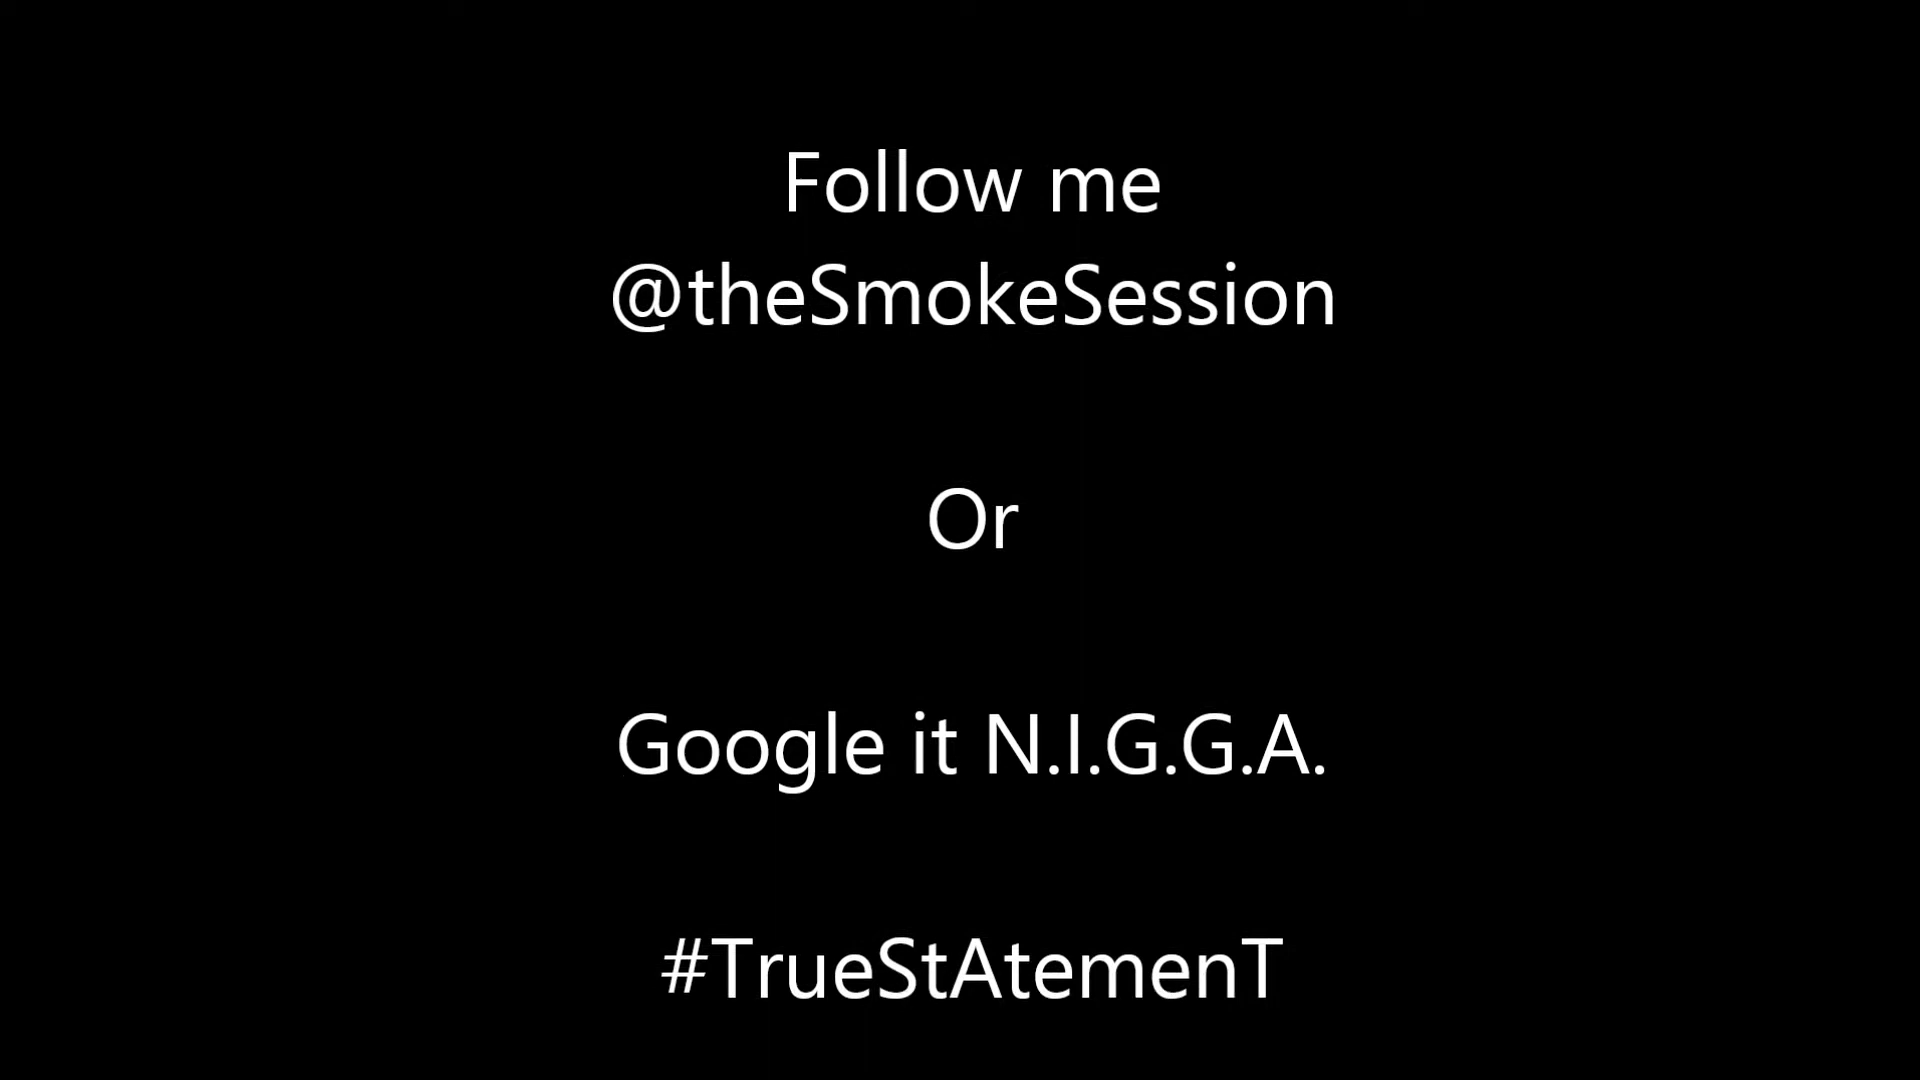 Follow me
@theSmokeSession
Or
Google it N.I.G.G.A.
#TrueStAtemenT